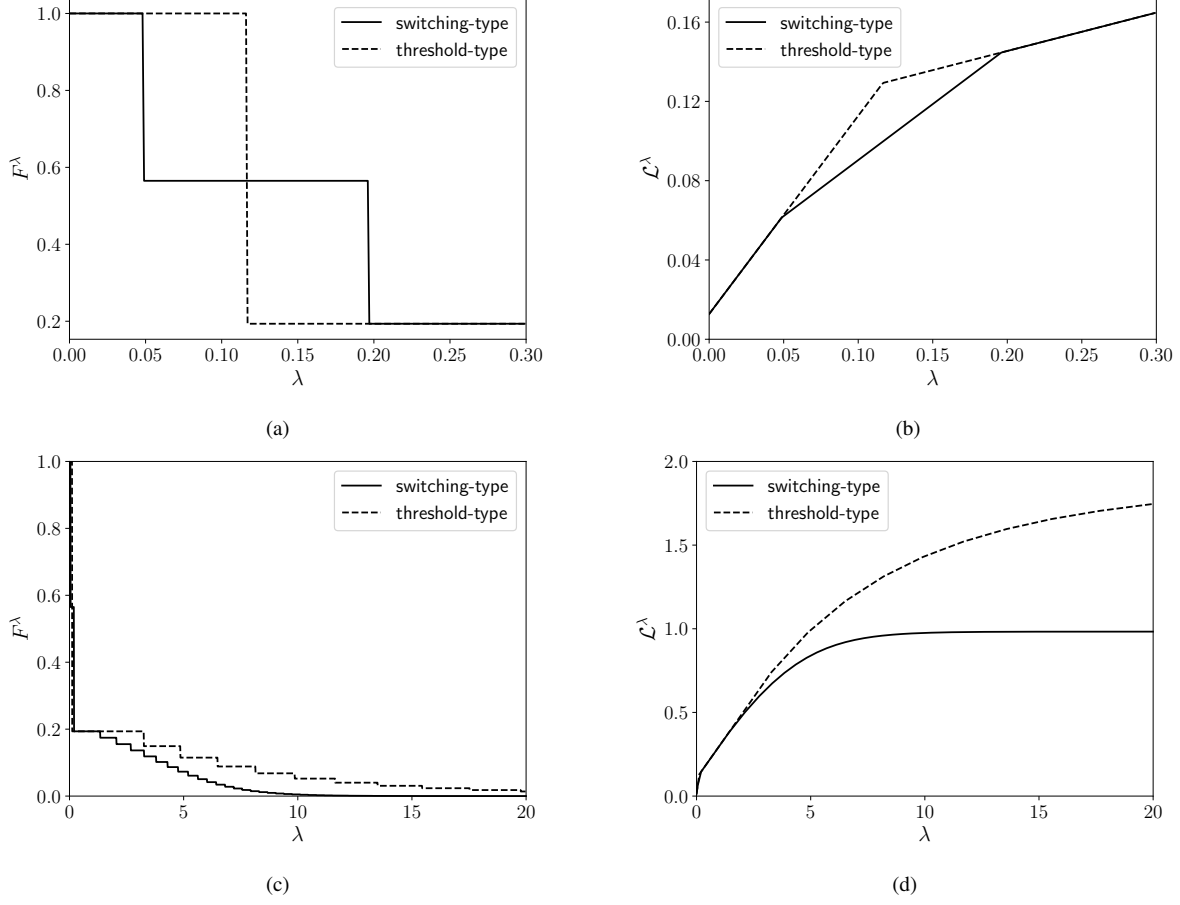 1.0
0.8
0.6
0.4
0.2
F^λ
0.00 0.05 0.10 0.15 0.20 0.25 0.30
λ
switching-type
threshold-type
(a)
0.16
0.12
0.08
0.04
0.00
ℒ^λ
0.00 0.05 0.10 0.15 0.20 0.25 0.30
λ
switching-type
threshold-type
(b)
1.0
0.8
0.6
0.4
0.2
0.0
F^λ
0 5 10 15 20
λ
switching-type
threshold-type
(c)
2.0
1.5
1.0
0.5
0.0
ℒ^λ
0 5 10 15 20
λ
switching-type
threshold-type
(d)